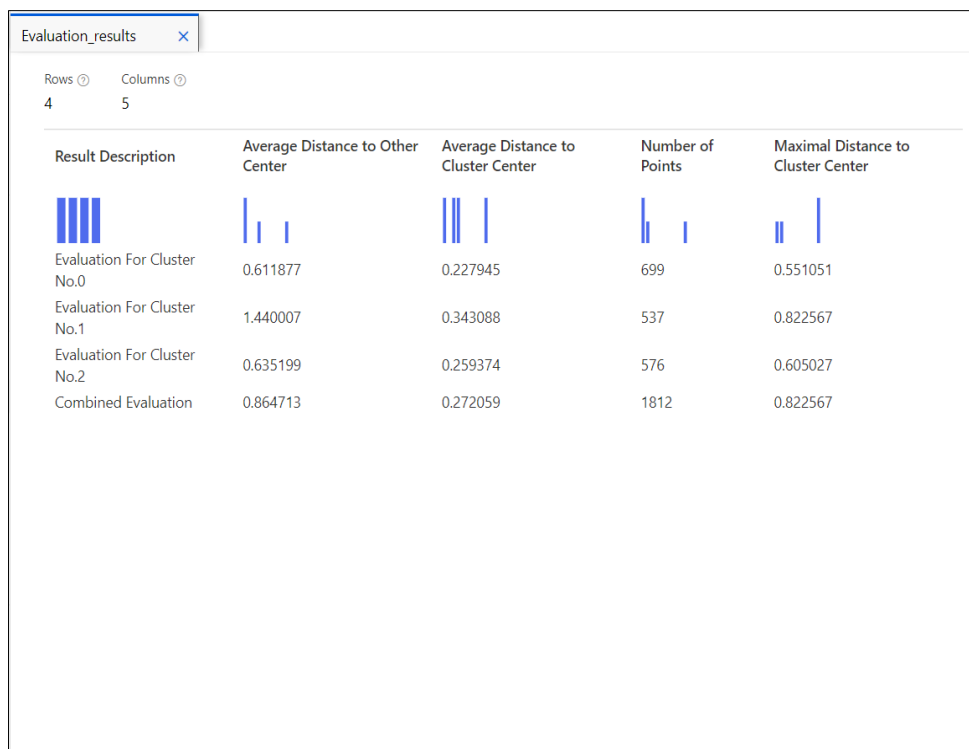 Evaluation_results ×
Rows Columns
4 5
Result Description Average Distance to Other Center Average Distance to Cluster Center Number of Points Maximal Distance to Cluster Center
Evaluation For Cluster No.0 0.611877 0.227945 699 0.551051
Evaluation For Cluster No.1 1.440007 0.343088 537 0.822567
Evaluation For Cluster No.2 0.635199 0.259374 576 0.605027
Combined Evaluation 0.864713 0.272059 1812 0.822567